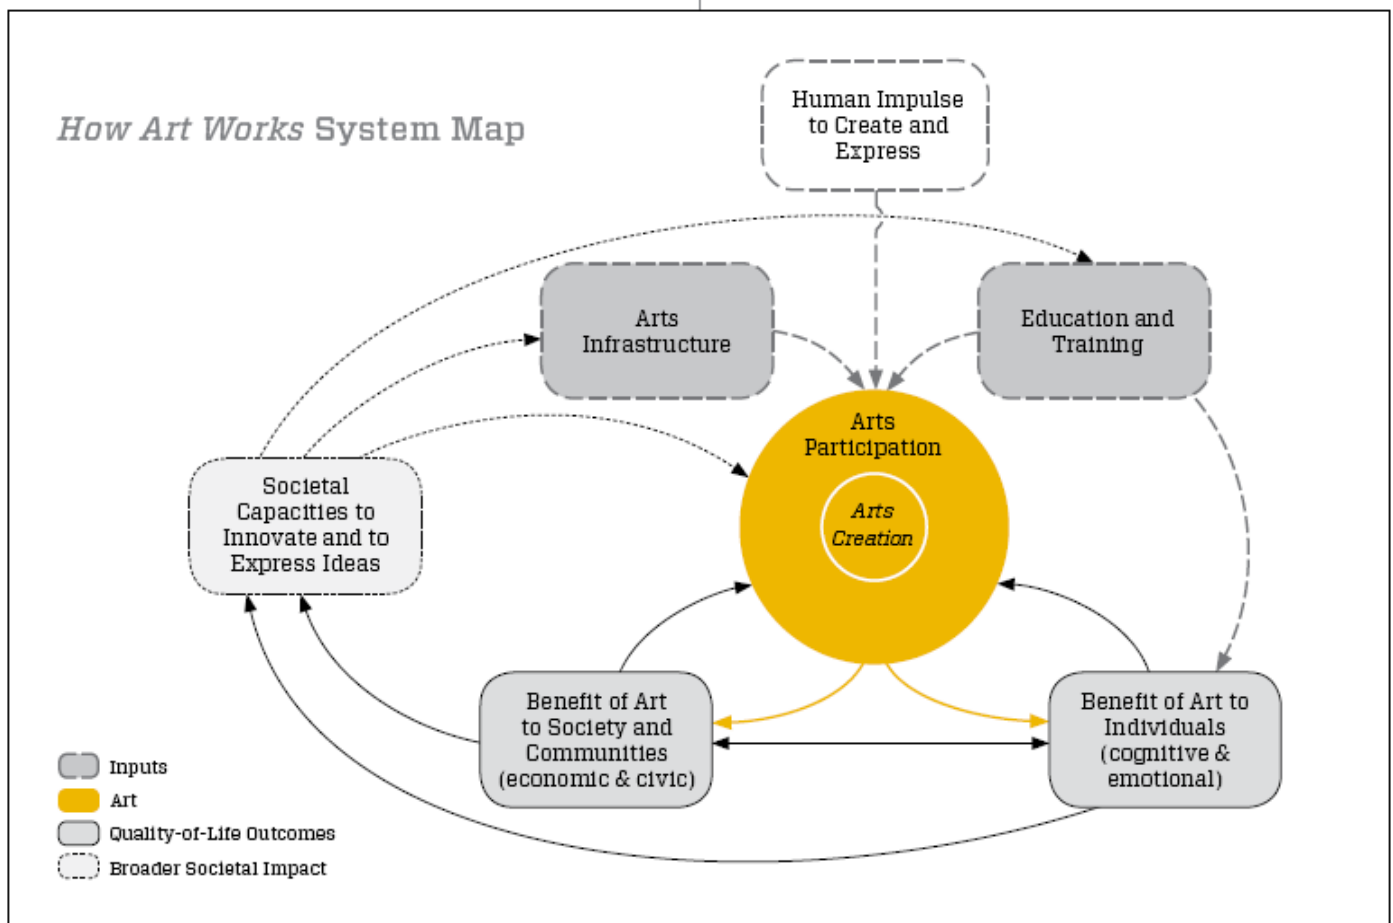 How Art Works System Map
Human Impulse
to Create and
Express
Arts
Infrastructure
Education and
Training
Arts
Participation
Arts
Creation
Societal
Capacities to
Innovate and to
Express Ideas
Benefit of Art
to Society and
Communities
(economic & civic)
Benefit of Art to
Individuals
(cognitive &
emotional)
Inputs
Art
Quality-of-Life Outcomes
Broader Societal Impact